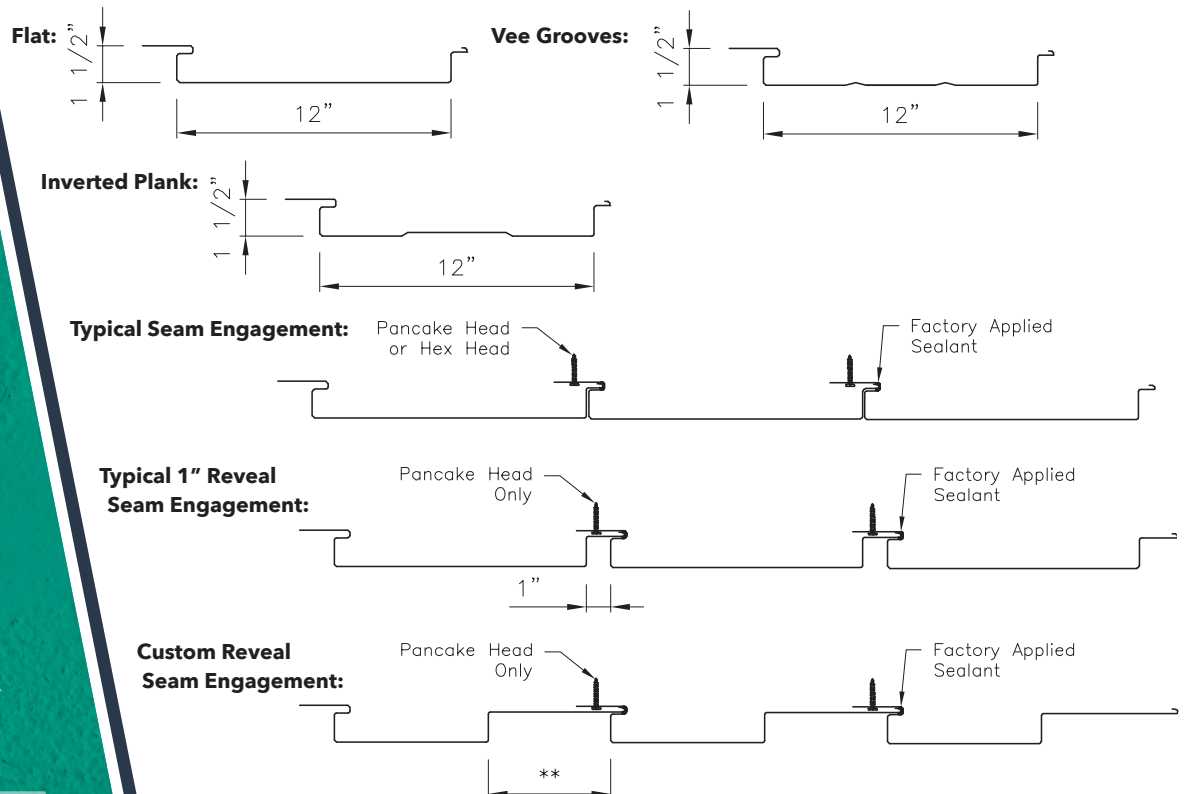 Flat:
1 1/2”
12”
Vee Grooves:
1 1/2”
12”
Inverted Plank:
1 1/2”
12”
Typical Seam Engagement:
Pancake Head
or Hex Head
Factory Applied
Sealant
Typical 1” Reveal
Seam Engagement:
Pancake Head
Only
Factory Applied
Sealant
1”
Custom Reveal
Seam Engagement:
Pancake Head
Only
Factory Applied
Sealant
**